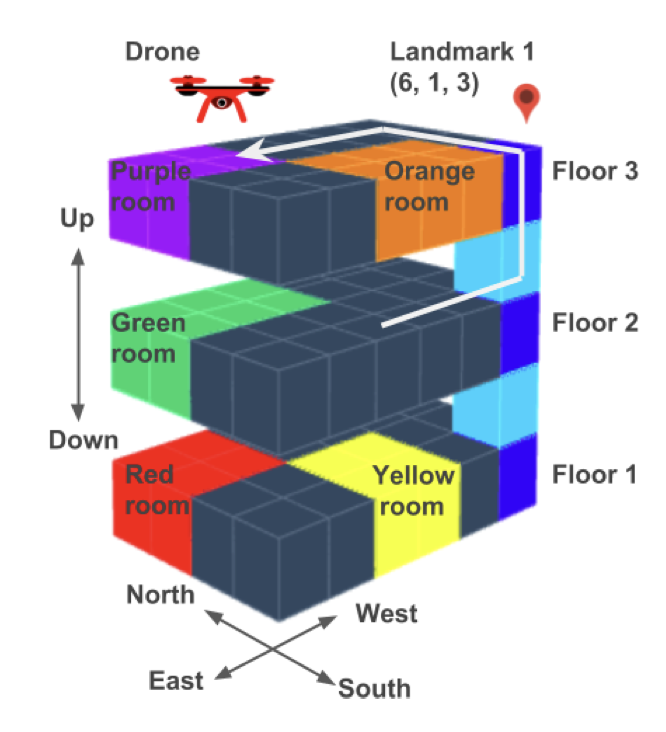 Drone
Landmark 1
(6, 1, 3)
Purple
room
Orange
room
Floor 3
Up
Green
room
Floor 2
Down
Red
room
Yellow
room
Floor 1
North
West
East
South